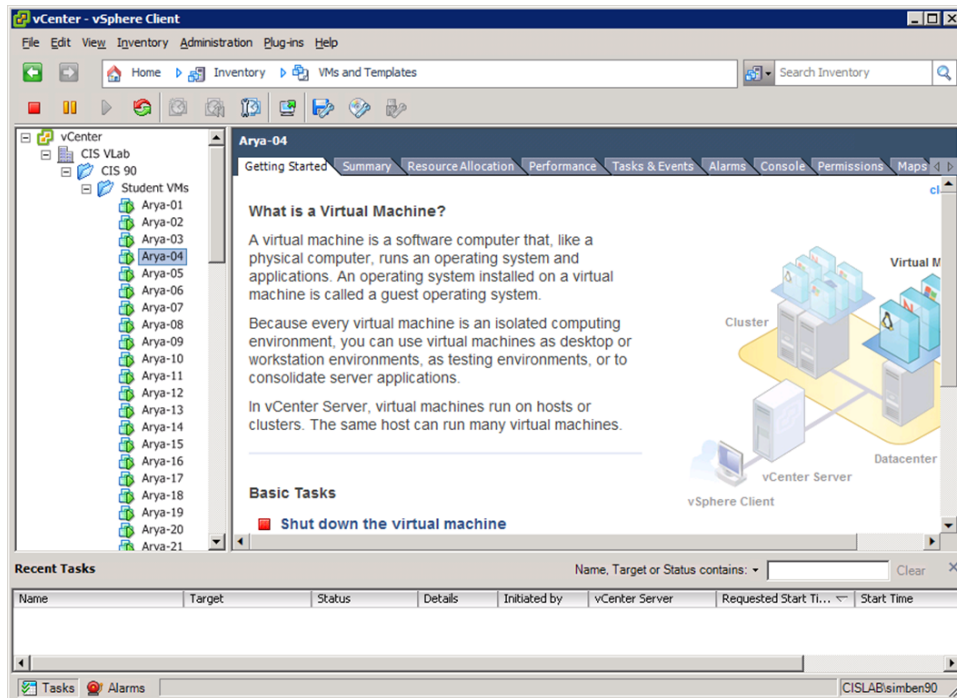 vCenter - vSphere Client
File Edit View Inventory Administration Plug-ins Help
Home Inventory VMs and Templates
Search Inventory
vCenter
CIS VLab
CIS 90
Student VMs
Arya-01
Arya-02
Arya-03
Arya-04
Arya-05
Arya-06
Arya-07
Arya-08
Arya-09
Arya-10
Arya-11
Arya-12
Arya-13
Arya-14
Arya-15
Arya-16
Arya-17
Arya-18
Arya-19
Arya-20
Arya-21
Arya-04
Getting Started Summary Resource Allocation Performance Tasks & Events Alarms Console Permissions Maps
cl
What is a Virtual Machine?
A virtual machine is a software computer that, like a
physical computer, runs an operating system and
applications. An operating system installed on a virtual
machine is called a guest operating system.
Because every virtual machine is an isolated computing
environment, you can use virtual machines as desktop or
workstation environments, as testing environments, or to
consolidate server applications.
In vCenter Server, virtual machines run on hosts or
clusters. The same host can run many virtual machines.
Virtual M
Cluster
Datacenter
vCenter Server
vSphere Client
Basic Tasks
Shut down the virtual machine
Recent Tasks
Name, Target or Status contains:
Clear
Name Target Status Details Initiated by vCenter Server Requested Start Ti... Start Time
Tasks Alarms
CISLAB\simben90